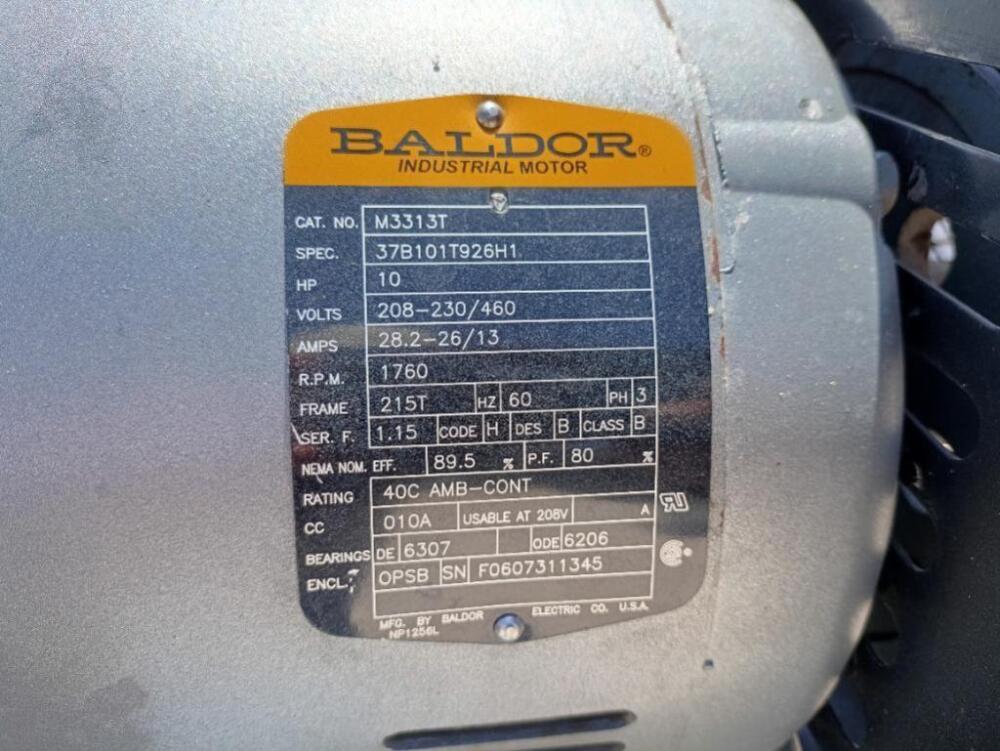 BALDOR®
INDUSTRIAL MOTOR
CAT. NO. M3313T
SPEC. 37B101T926H1
HP 10
VOLTS 208-230/460
AMPS 28.2-26/13
R.P.M. 1760
FRAME 215T HZ 60 PH 3
SER. F. 1.15 CODE H DES B CLASS B
NEMA NOM. EFF. 89.5 % P.F. 80 %
RATING 40C AMB-CONT
CC 010A USABLE AT 208V A
BEARINGS DE 6307 ODE 6206
ENCL. OPSB SN F0607311345
MFG. BY BALDOR ELECTRIC CO. U.S.A.
NP1256L